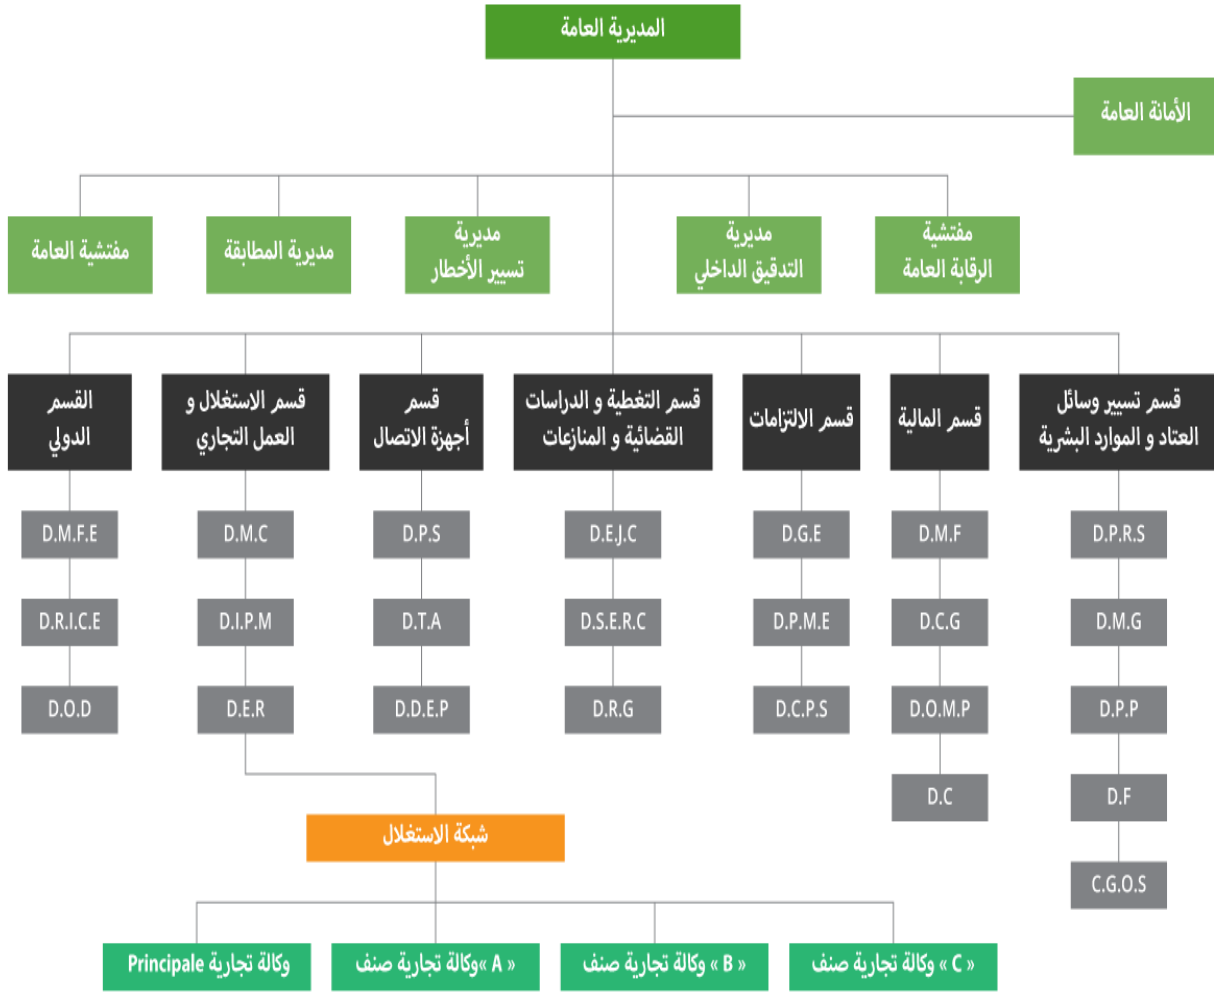 المديرية العامة
الأمانة العامة
مفتشية
الرقابة العامة
مديرية
التدقيق الداخلي
مديرية
تسيير الأخطار
مديرية المطابقة
مفتشية العامة
قسم تسيير وسائل
العتاد و الموارد البشرية
قسم المالية
قسم الالتزامات
قسم التغطية و الدراسات
القضائية و المنازعات
قسم
أجهزة الاتصال
قسم الاستغلال و
العمل التجاري
القسم
الدولي
D.P.R.S
D.M.F
D.G.E
D.E.J.C
D.P.S
D.M.C
D.M.F.E
D.M.G
D.C.G
D.P.M.E
D.S.E.R.C
D.T.A
D.I.P.M
D.R.I.C.E
D.P.P
D.O.M.P
D.C.P.S
D.R.G
D.D.E.P
D.E.R
D.O.D
D.F
D.C
C.G.O.S
شبكة الاستغلال
وكالة تجارية صنف « C »
وكالة تجارية صنف « B »
وكالة تجارية صنف« A »
وكالة تجارية Principale